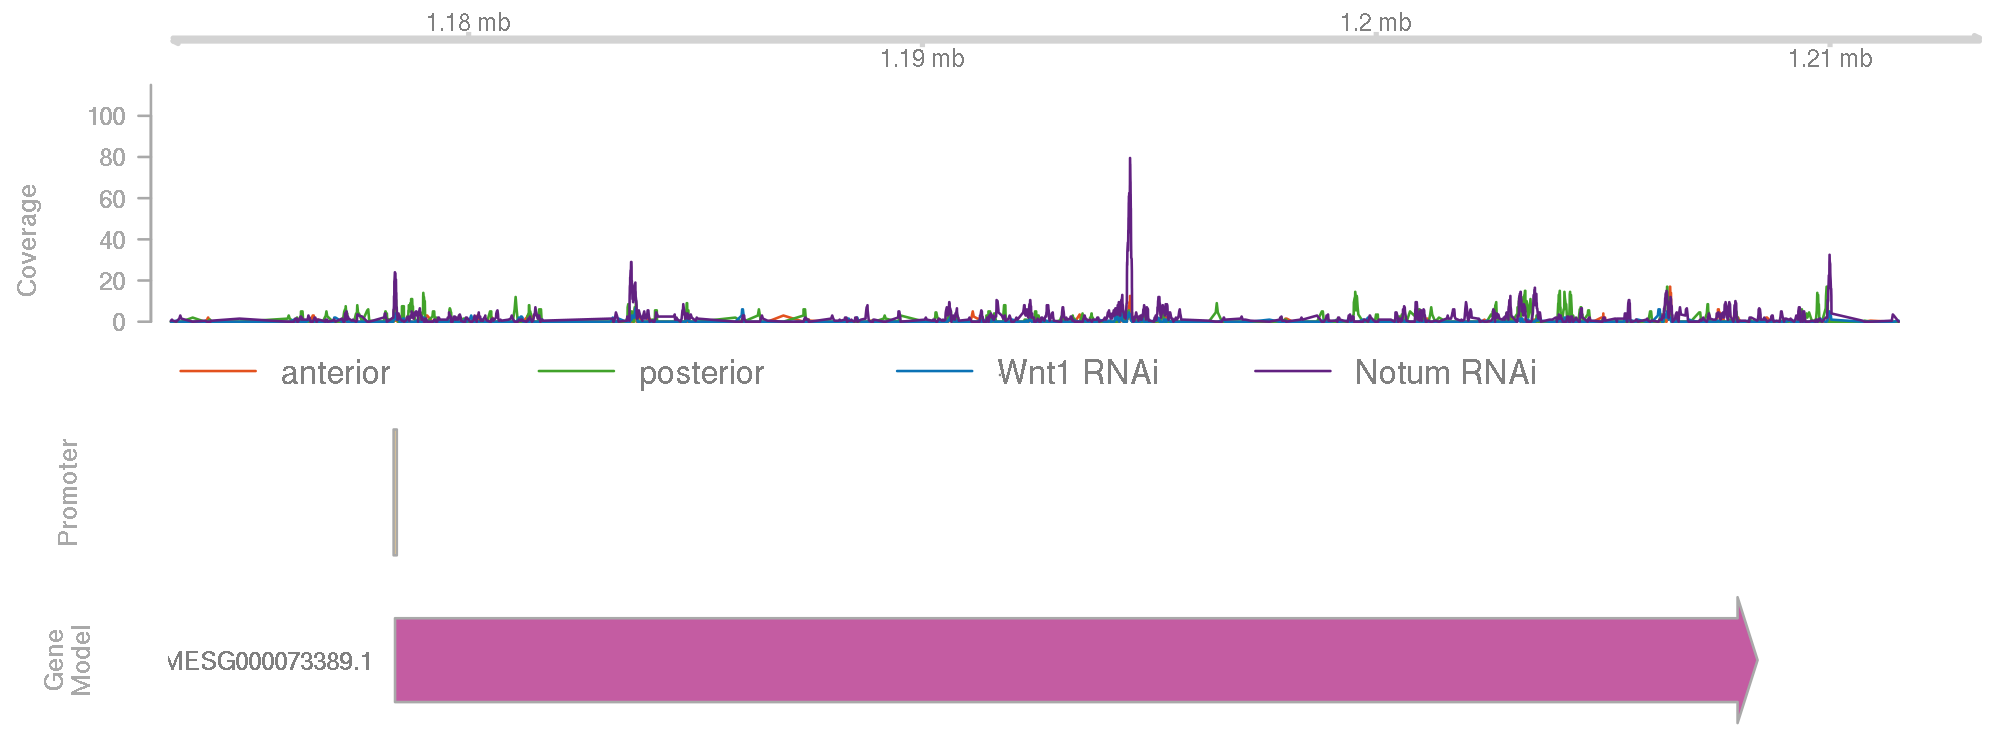 1.18 mb
1.2 mb
1.19 mb
1.21 mb
Coverage
100
80
60
40
20
0
anterior
posterior
Wnt1 RNAi
Notum RNAi
Promoter
Gene
Model
MESG000073389.1